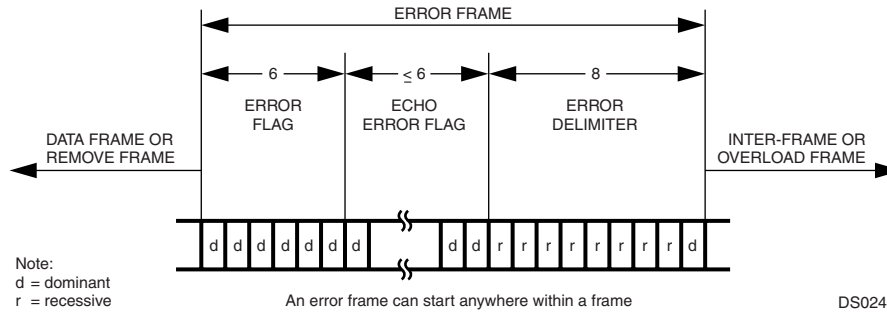 ERROR FRAME
6
≤ 6
8
ERROR
FLAG
ECHO
ERROR FLAG
ERROR
DELIMITER
DATA FRAME OR
REMOVE FRAME
INTER-FRAME OR
OVERLOAD FRAME
d d d d d d d d d r r r r r r r r d
Note:
d = dominant
r = recessive
An error frame can start anywhere within a frame
DS024